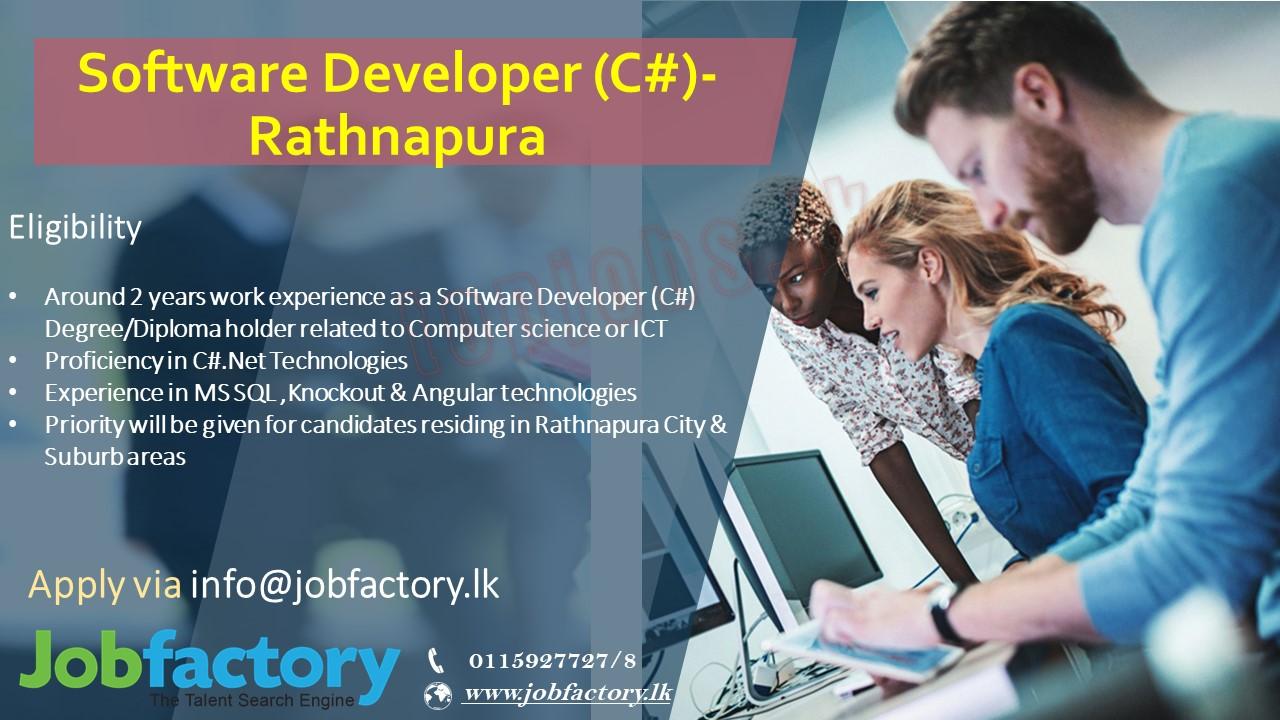 Software Developer (C#)-
Rathnapura
Eligibility
• Around 2 years work experience as a Software Developer (C#)
Degree/Diploma holder related to Computer science or ICT
• Proficiency in C#.Net Technologies
• Experience in MS SQL , Knockout & Angular technologies
• Priority will be given for candidates residing in Rathnapura City &
Suburb areas
Apply via info@jobfactory.lk
Jobfactory
The Talent Search Engine
0115927727/8
www.jobfactory.lk
topjobs.lk